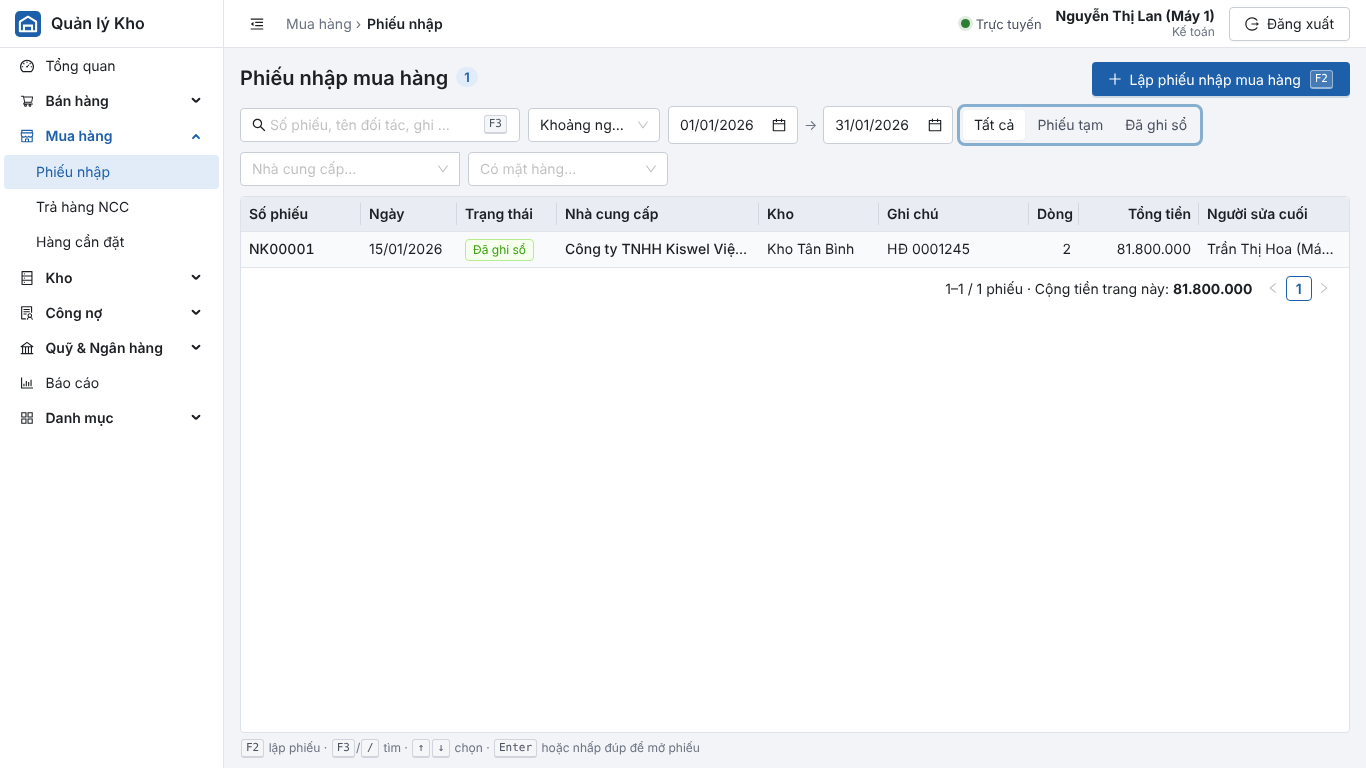 Quản lý Kho
Mua hàng › Phiếu nhập
Trực tuyến
Nguyễn Thị Lan (Máy 1)
Kế toán
Đăng xuất
Tổng quan
Bán hàng
Mua hàng
Phiếu nhập
Trả hàng NCC
Hàng cần đặt
Kho
Công nợ
Quỹ & Ngân hàng
Báo cáo
Danh mục
Phiếu nhập mua hàng 1
Lập phiếu nhập mua hàng F2
Số phiếu, tên đối tác, ghi ... F3
Khoảng ng...
01/01/2026 → 31/01/2026
Tất cả Phiếu tạm Đã ghi sổ
Nhà cung cấp... Có mặt hàng...
Số phiếu Ngày Trạng thái Nhà cung cấp Kho Ghi chú Dòng Tổng tiền Người sửa cuối
NK00001 15/01/2026 Đã ghi sổ Công ty TNHH Kiswel Việ... Kho Tân Bình HĐ 0001245 2 81.800.000 Trần Thị Hoa (Má...
1–1 / 1 phiếu · Cộng tiền trang này: 81.800.000 1
F2 lập phiếu · F3 / / tìm · ↑ ↓ chọn · Enter hoặc nhấp đúp để mở phiếu